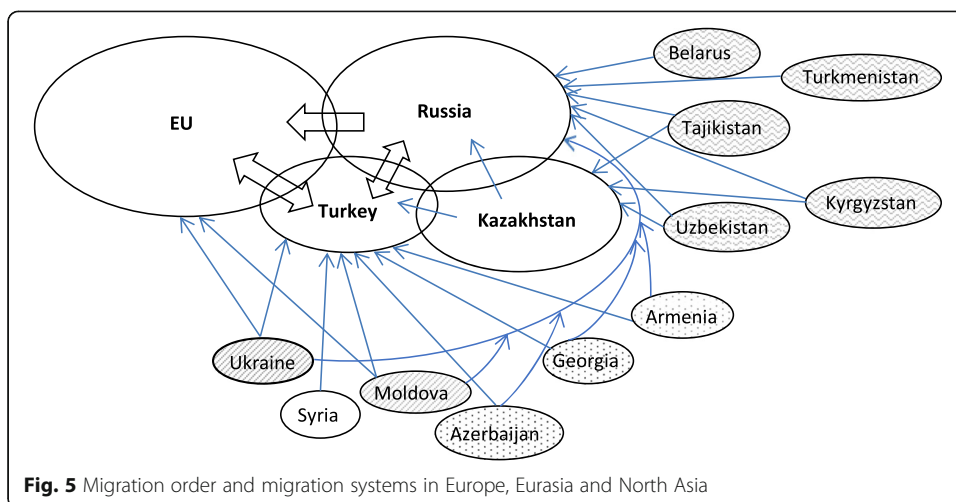 Belarus
Turkmenistan
EU
Russia
Tajikistan
Turkey
Kazakhstan
Kyrgyzstan
Uzbekistan
Armenia
Ukraine
Georgia
Moldova
Syria
Azerbaijan
Fig. 5 Migration order and migration systems in Europe, Eurasia and North Asia